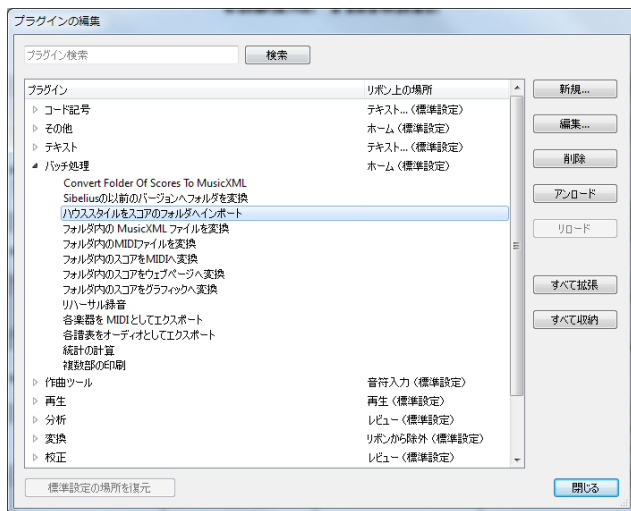 プラグインの編集
プラグイン検索 検索
プラグイン リボン上の場所 新規...
コード記号 テキスト... (標準設定)
その他 ホーム (標準設定) 編集...
テキスト テキスト... (標準設定)
バッチ処理 ホーム (標準設定) 削除
Convert Folder Of Scores To MusicXML
Sibeliusの以前のバージョンへフォルダを変換 アンロード
ハウススタイルをスコアのフォルダへインポート
フォルダ内の MusicXML ファイルを変換 リロード
フォルダ内のMIDIファイルを変換
フォルダ内のスコアをMIDIへ変換
フォルダ内のスコアをウェブページへ変換
フォルダ内のスコアをグラフィックへ変換 すべて拡張
リハーサル録音
各楽器を MIDIとしてエクスポート すべて収納
各譜表をオーディオとしてエクスポート
統計の計算
複数部の印刷
作曲ツール 音符入力 (標準設定)
再生 再生 (標準設定)
分析 レビュー (標準設定)
変換 リボンから除外 (標準設定)
校正 レビュー (標準設定)
標準設定の場所を復元 閉じる